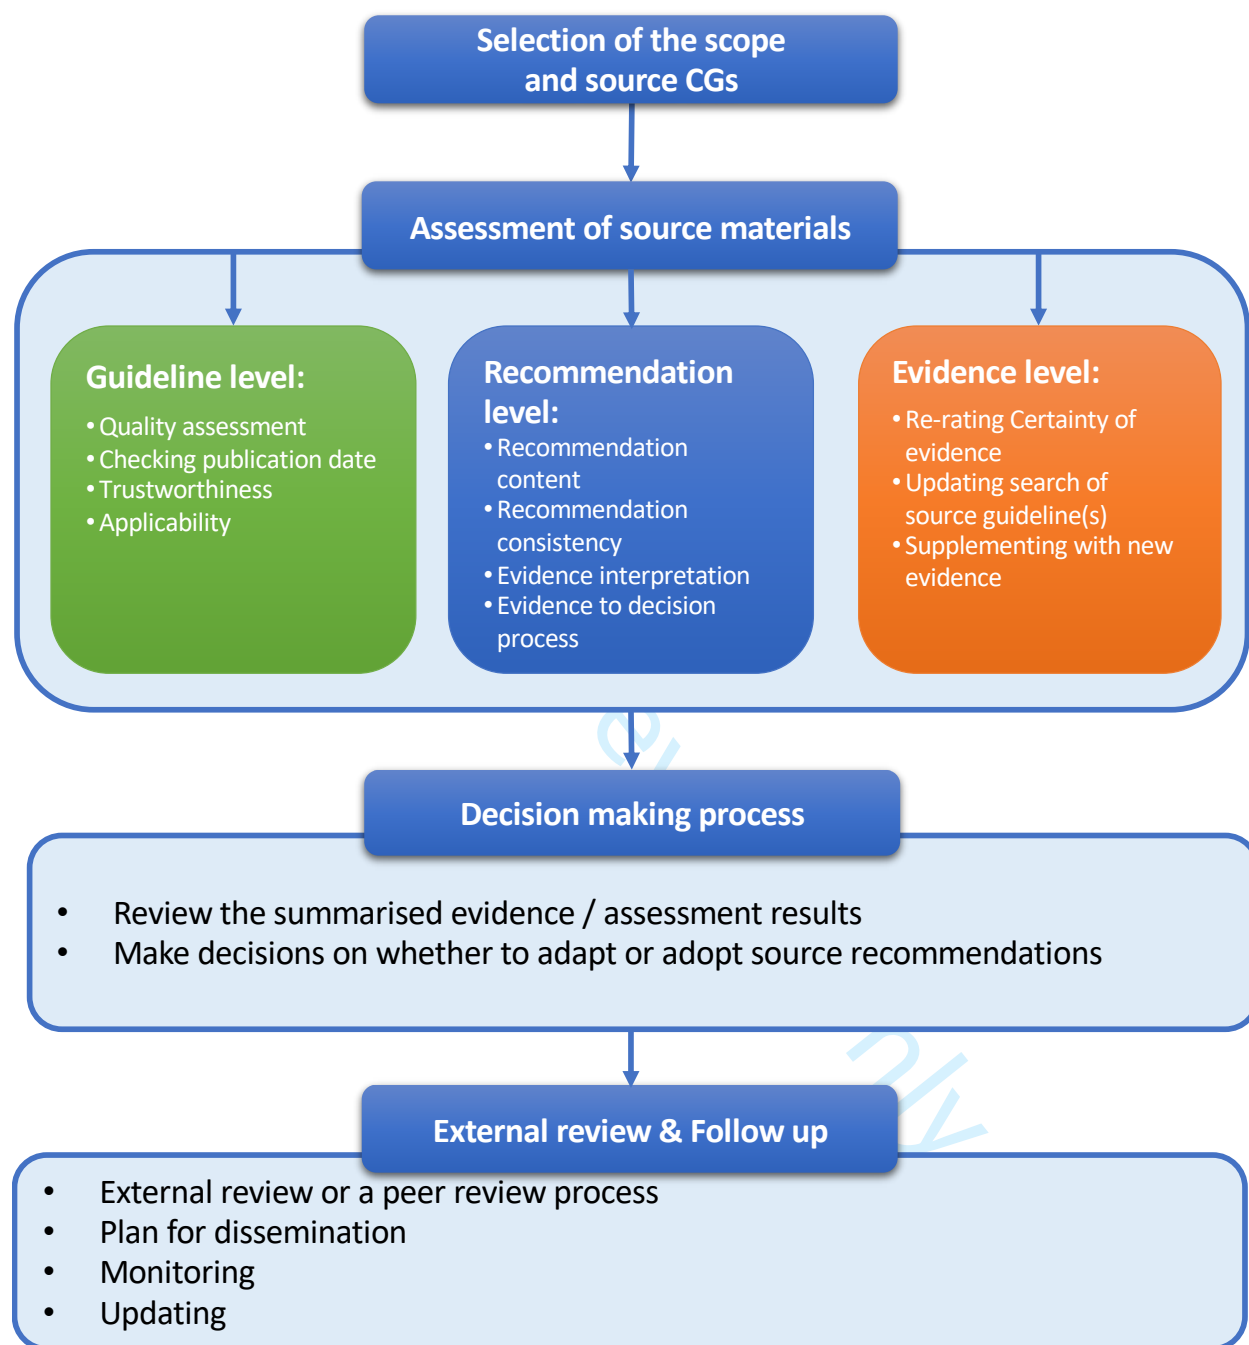 Selection of the scope
and source CGs
Assessment of source materials
Guideline level:
• Quality assessment
• Checking publication date
• Trustworthiness
• Applicability
Recommendation
level:
• Recommendation
content
• Recommendation
consistency
• Evidence interpretation
• Evidence to decision
process
Evidence level:
• Re-rating Certainty of
evidence
• Updating search of
source guideline(s)
• Supplementing with new
evidence
Decision making process
• Review the summarised evidence / assessment results
• Make decisions on whether to adapt or adopt source recommendations
External review & Follow up
• External review or a peer review process
• Plan for dissemination
• Monitoring
• Updating